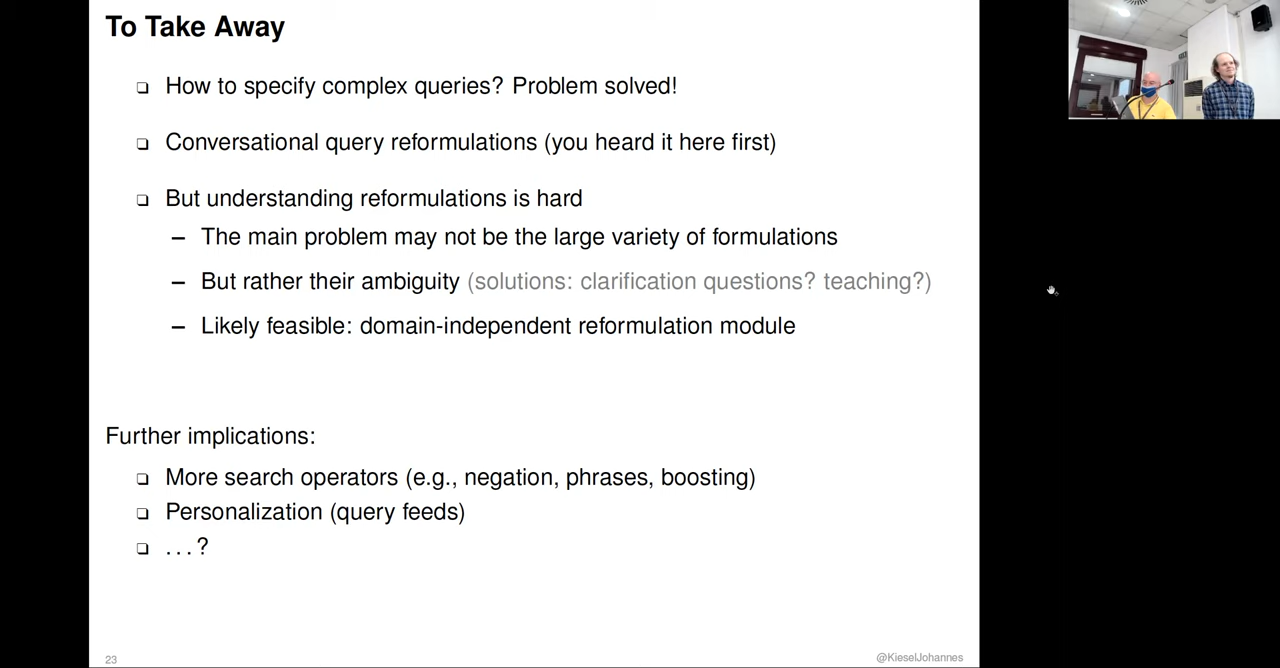 To Take Away
How to specify complex queries? Problem solved!
Conversational query reformulations (you heard it here first)
But understanding reformulations is hard
– The main problem may not be the large variety of formulations
– But rather their ambiguity (solutions: clarification questions? teaching?)
– Likely feasible: domain-independent reformulation module
Further implications:
More search operators (e.g., negation, phrases, boosting)
Personalization (query feeds)
...?
23
@KieselJohannes